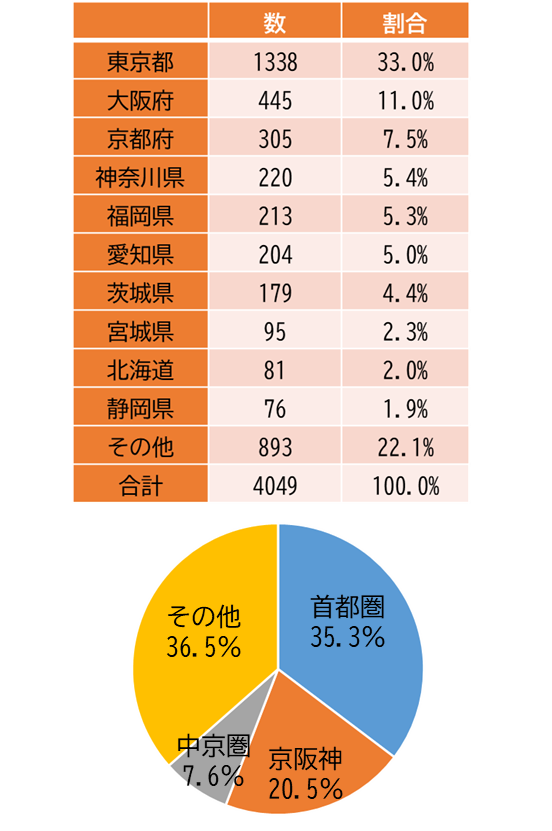 数 割合
東京都 1338 33.0%
大阪府 445 11.0%
京都府 305 7.5%
神奈川県 220 5.4%
福岡県 213 5.3%
愛知県 204 5.0%
茨城県 179 4.4%
宮城県 95 2.3%
北海道 81 2.0%
静岡県 76 1.9%
その他 893 22.1%
合計 4049 100.0%
首都圏
35.3%
その他
36.5%
中京圏
7.6%
京阪神
20.5%